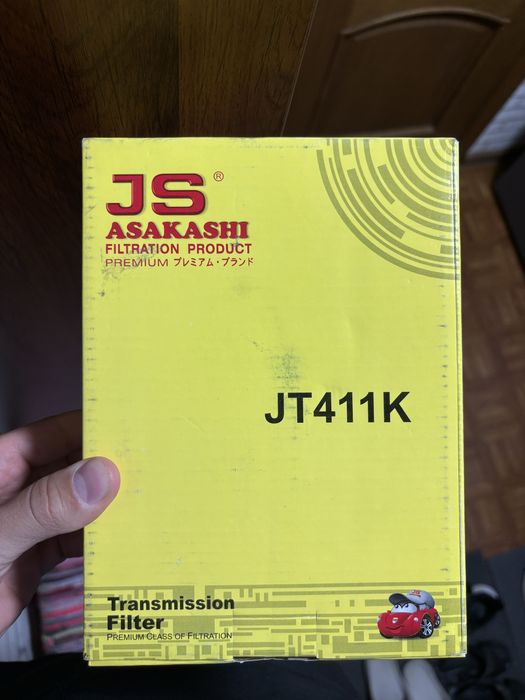 JS®
ASAKASHI
FILTRATION PRODUCT
PREMIUM プレミアム・ブランド
JT411K
Transmission
Filter
PREMIUM CLASS OF FILTRATION